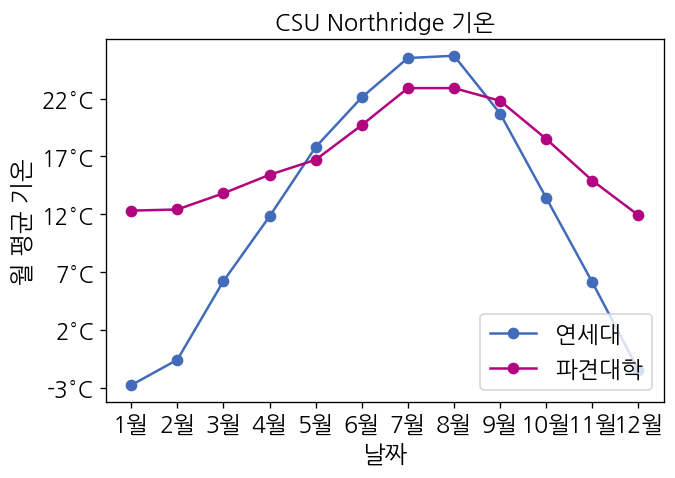 CSU Northridge 기온
월 평균 기온
22°C
17°C
12°C
7°C
2°C
-3°C
연세대
파견대학
1월 2월 3월 4월 5월 6월 7월 8월 9월 10월 11월 12월
날짜